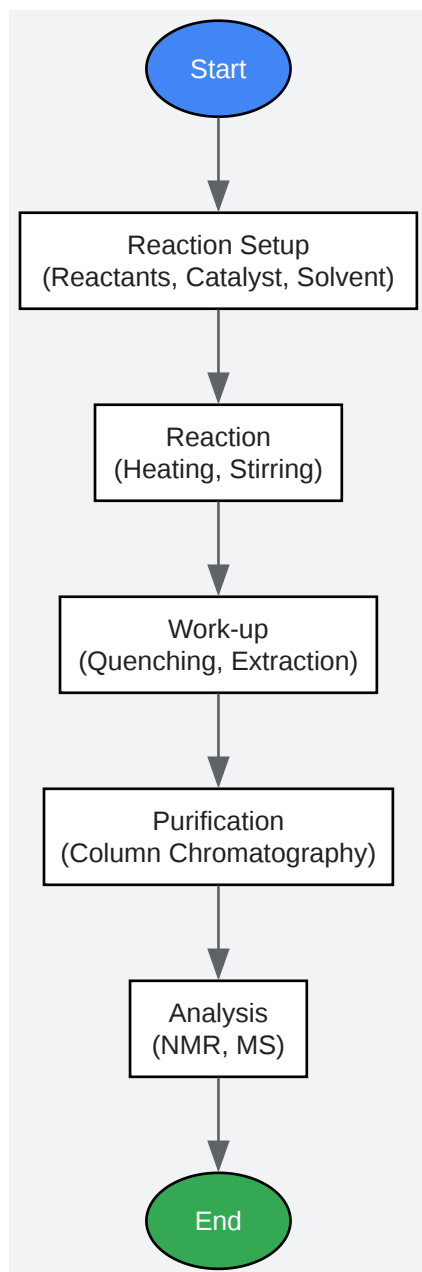 Start
Reaction Setup
(Reactants, Catalyst, Solvent)
Reaction
(Heating, Stirring)
Work-up
(Quenching, Extraction)
Purification
(Column Chromatography)
Analysis
(NMR, MS)
End